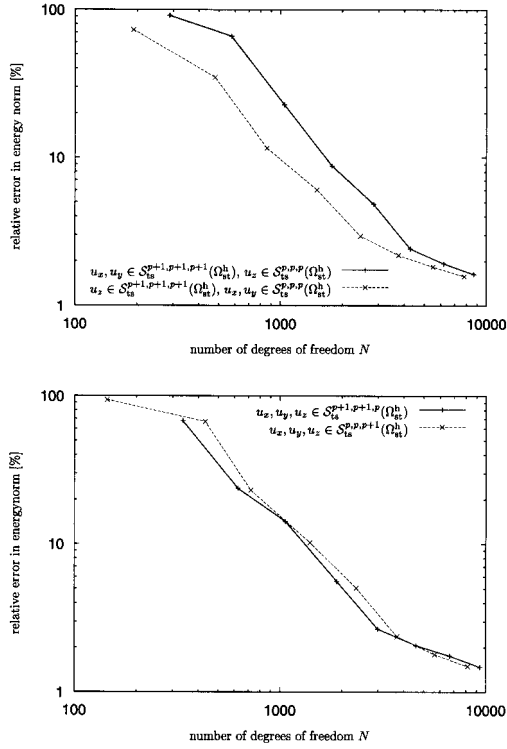 100
10
1
relative error in energy norm [%]
u_x, u_y ∈ S_ts^{p+1,p+1,p+1}(Ω_st^h), u_z ∈ S_ts^{p,p,p}(Ω_st^h)
u_z ∈ S_ts^{p+1,p+1,p+1}(Ω_st^h), u_x, u_y ∈ S_ts^{p,p,p}(Ω_st^h)
100 1000 10000
number of degrees of freedom N
100
10
1
relative error in energynorm [%]
u_x, u_y, u_z ∈ S_ts^{p+1,p+1,p}(Ω_st^h)
u_x, u_y, u_z ∈ S_ts^{p,p,p+1}(Ω_st^h)
100 1000 10000
number of degrees of freedom N